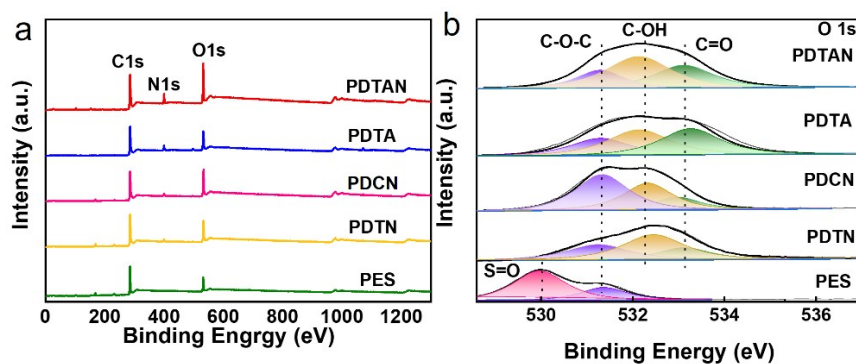 a
C1s
N1s
O1s
PDTAN
PDTA
PDCN
PDTN
PES
Intensity (a.u.)
0 200 400 600 800 1000 1200
Binding Engrgy (eV)
b
O 1s
C-O-C
C-OH
C=O
PDTAN
PDTA
PDCN
PDTN
S=O
PES
Intensity (a.u.)
530 532 534 536
Binding Energy (eV)